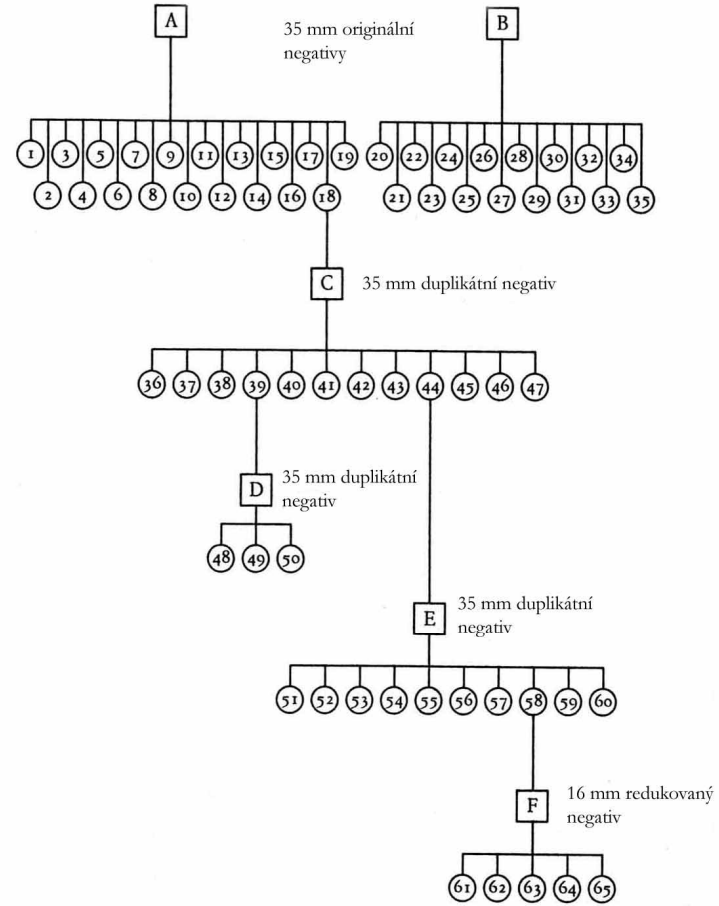 A
35 mm originální
negativy
B
1 3 5 7 9 11 13 15 17 19
20 22 24 26 28 30 32 34
2 4 6 8 10 12 14 16 18
21 23 25 27 29 31 33 35
C
35 mm duplikátní negativ
36 37 38 39 40 41 42 43 44 45 46 47
D
35 mm duplikátní
negativ
48 49 50
E
35 mm duplikátní
negativ
51 52 53 54 55 56 57 58 59 60
F
16 mm redukovaný
negativ
61 62 63 64 65